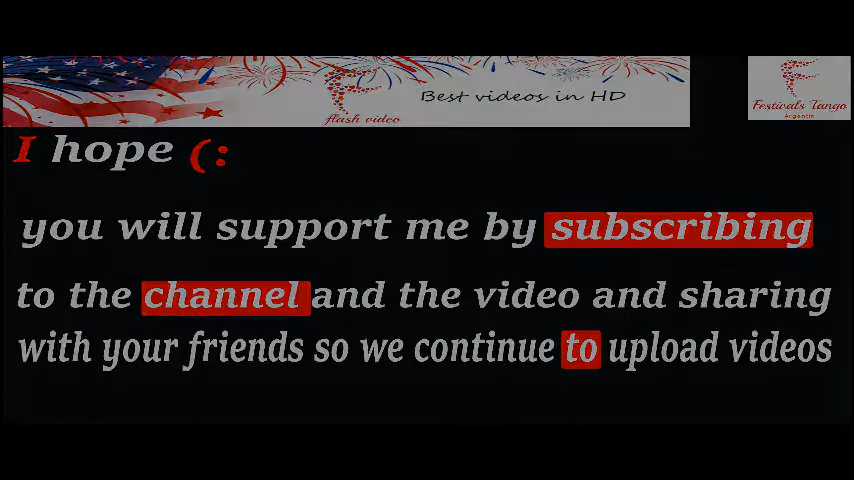 Best videos in HD
flash video
Festivals Tango
Argentin
I hope (:
you will support me by subscribing
to the channel and the video and sharing
with your friends so we continue to upload videos